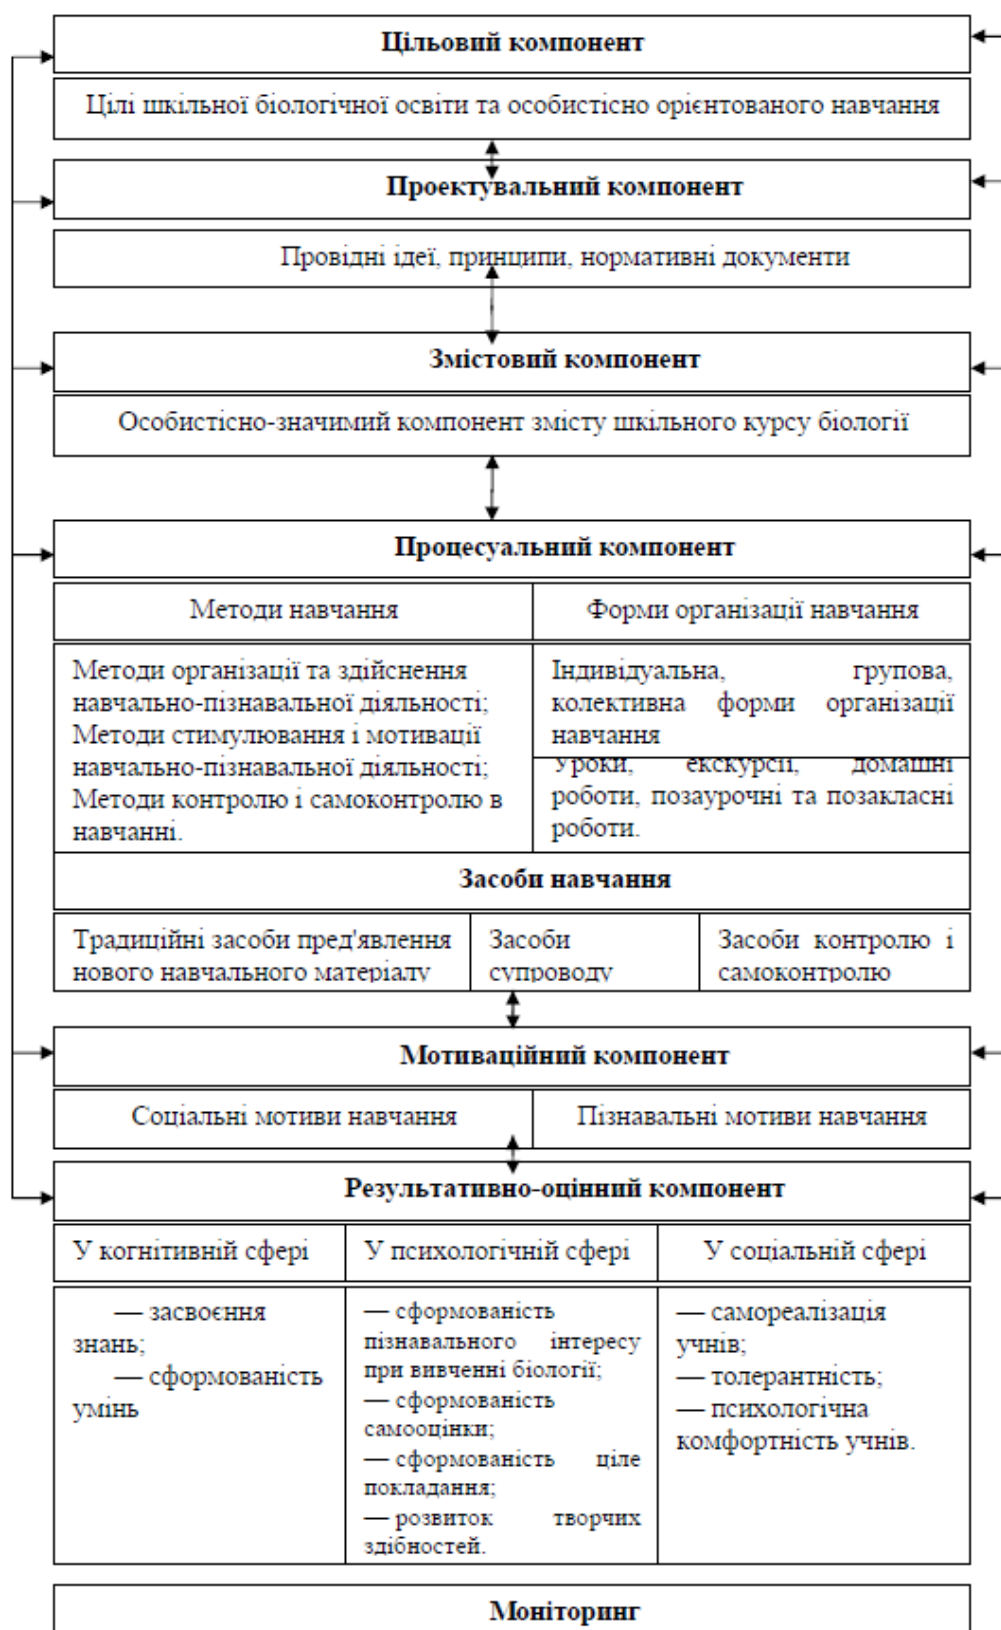 Цільовий компонент
Цілі шкільної біологічної освіти та особистісно орієнтованого навчання
Проектувальний компонент
Провідні ідеї, принципи, нормативні документи
Змістовий компонент
Особистісно-значимий компонент змісту шкільного курсу біології
Процесуальний компонент
Методи навчання
Форми організації навчання
Методи організації та здійснення
навчально-пізнавальної діяльності;
Методи стимулювання і мотивації
навчально-пізнавальної діяльності;
Методи контролю і самоконтролю в
навчанні.
Індивідуальна, групова,
колективна форми організації
навчання
Уроки, екскурсії, домашні
роботи, позаурочні та позакласні
роботи.
Засоби навчання
Традиційні засоби пред'явлення
нового навчального матеріалу
Засоби
супроводу
Засоби контролю і
самоконтролю
Мотиваційний компонент
Соціальні мотиви навчання
Пізнавальні мотиви навчання
Результативно-оцінний компонент
У когнітивній сфері
У психологічній сфері
У соціальній сфері
— засвоєння
знань;
— сформованість
умінь
— сформованість
пізнавального інтересу
при вивченні біології;
— сформованість
самооцінки;
— сформованість ціле
покладання;
— розвиток творчих
здібностей.
— самореалізація
учнів;
— толерантність;
— психологічна
комфортність учнів.
Моніторинг